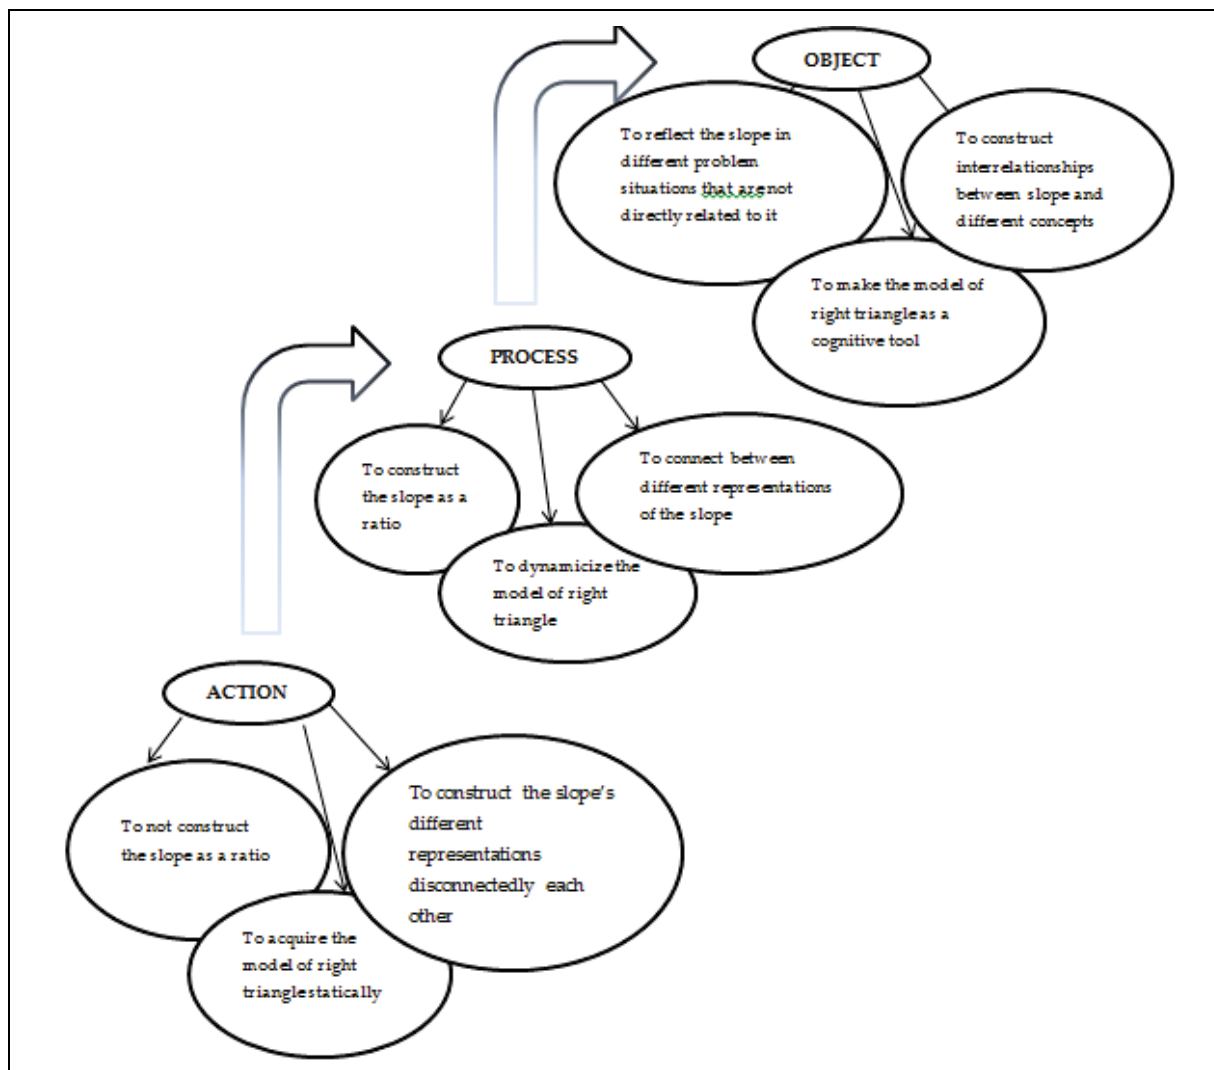 OBJECT
To reflect the slope in
different problem
situations that are not
directly related to it
To construct
interrelationships
between slope and
different concepts
To make the model of
right triangle as a
cognitive tool
PROCESS
To construct
the slope as a
ratio
To connect between
different representations
of the slope
To dynamicize the
model of right
triangle
ACTION
To not construct
the slope as a ratio
To construct the slope's
different
representations
disconnectedly each
other
To acquire the
model of right
triangle statically